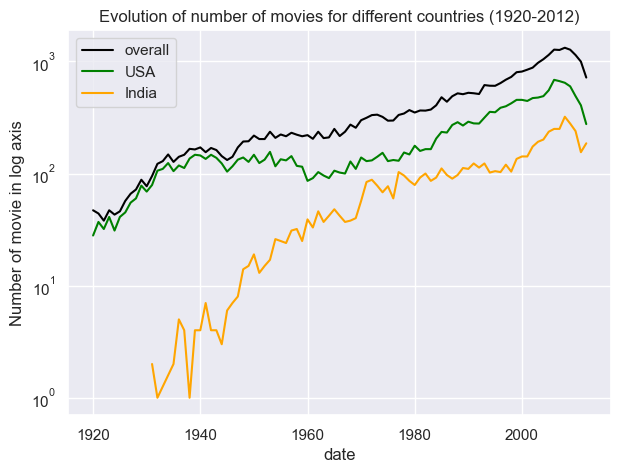 Evolution of number of movies for different countries (1920-2012)
overall
USA
India
Number of movie in log axis
10³
10²
10¹
10⁰
1920 1940 1960 1980 2000
date